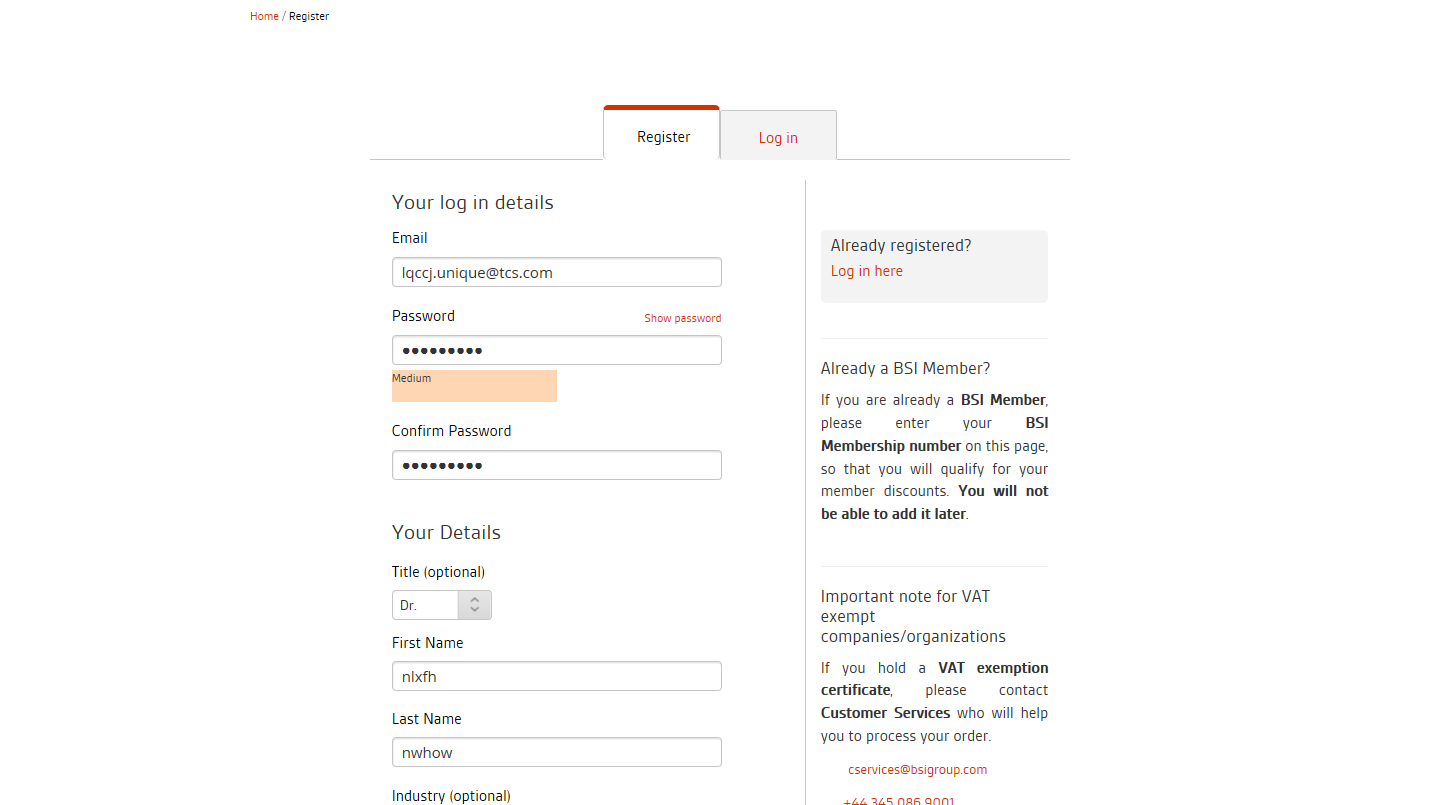 Home / Register
Register
Log in
Your log in details
Email
lqccj.unique@tcs.com
Password
Show password
●●●●●●●●●
Medium
Confirm Password
●●●●●●●●●
Your Details
Title (optional)
Dr.
First Name
nlxfh
Last Name
nwhow
Industry (optional)
Already registered?
Log in here
Already a BSI Member?
If you are already a BSI Member,
please enter your BSI
Membership number on this page,
so that you will qualify for your
member discounts. You will not
be able to add it later.
Important note for VAT
exempt
companies/organizations
If you hold a VAT exemption
certificate, please contact
Customer Services who will help
you to process your order.
cservices@bsigroup.com
+44 345 086 9001